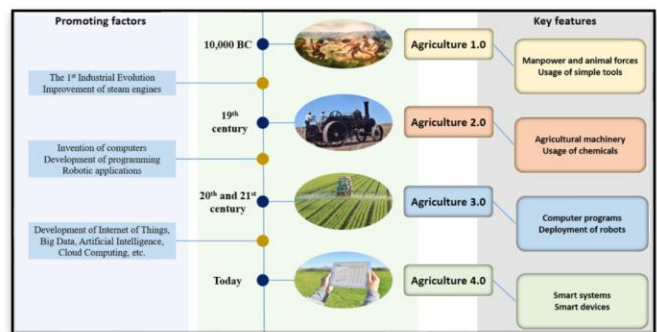 Promoting factors
Key features
10,000 BC
Agriculture 1.0
Manpower and animal forces
Usage of simple tools
The 1st Industrial Evolution
Improvement of steam engines
19th
century
Agriculture 2.0
Agricultural machinery
Usage of chemicals
Invention of computers
Development of programming
Robotic applications
20th and 21st
century
Agriculture 3.0
Computer programs
Deployment of robots
Development of Internet of Things,
Big Data, Artificial Intelligence,
Cloud Computing, etc.
Today
Agriculture 4.0
Smart systems
Smart devices